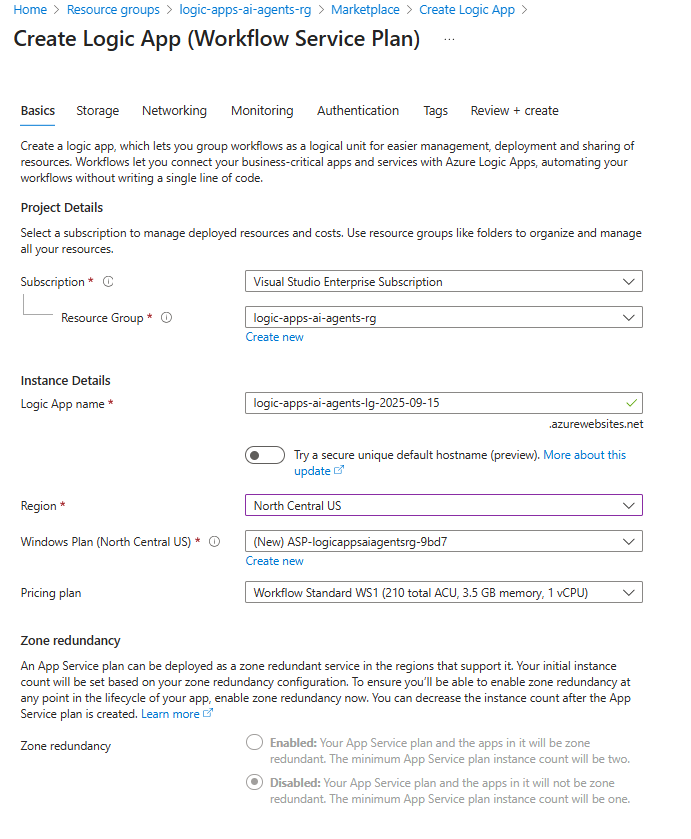 Home > Resource groups > logic-apps-ai-agents-rg > Marketplace > Create Logic App >
Create Logic App (Workflow Service Plan) ...
Basics Storage Networking Monitoring Authentication Tags Review + create
Create a logic app, which lets you group workflows as a logical unit for easier management, deployment and sharing of
resources. Workflows let you connect your business-critical apps and services with Azure Logic Apps, automating your
workflows without writing a single line of code.
Project Details
Select a subscription to manage deployed resources and costs. Use resource groups like folders to organize and manage
all your resources.
Subscription * Visual Studio Enterprise Subscription
Resource Group * logic-apps-ai-agents-rg
Create new
Instance Details
Logic App name * logic-apps-ai-agents-lg-2025-09-15
.azurewebsites.net
Try a secure unique default hostname (preview). More about this
update
Region * North Central US
Windows Plan (North Central US) * (New) ASP-logicappsaiagentsrg-9bd7
Create new
Pricing plan Workflow Standard WS1 (210 total ACU, 3.5 GB memory, 1 vCPU)
Zone redundancy
An App Service plan can be deployed as a zone redundant service in the regions that support it. Your initial instance
count will be set based on your zone redundancy configuration. To ensure you'll be able to enable zone redundancy at
any point in the lifecycle of your app, enable zone redundancy now. You can decrease the instance count after the App
Service plan is created. Learn more
Zone redundancy Enabled: Your App Service plan and the apps in it will be zone
redundant. The minimum App Service plan instance count will be two.
Disabled: Your App Service plan and the apps in it will not be zone
redundant. The minimum App Service plan instance count will be one.